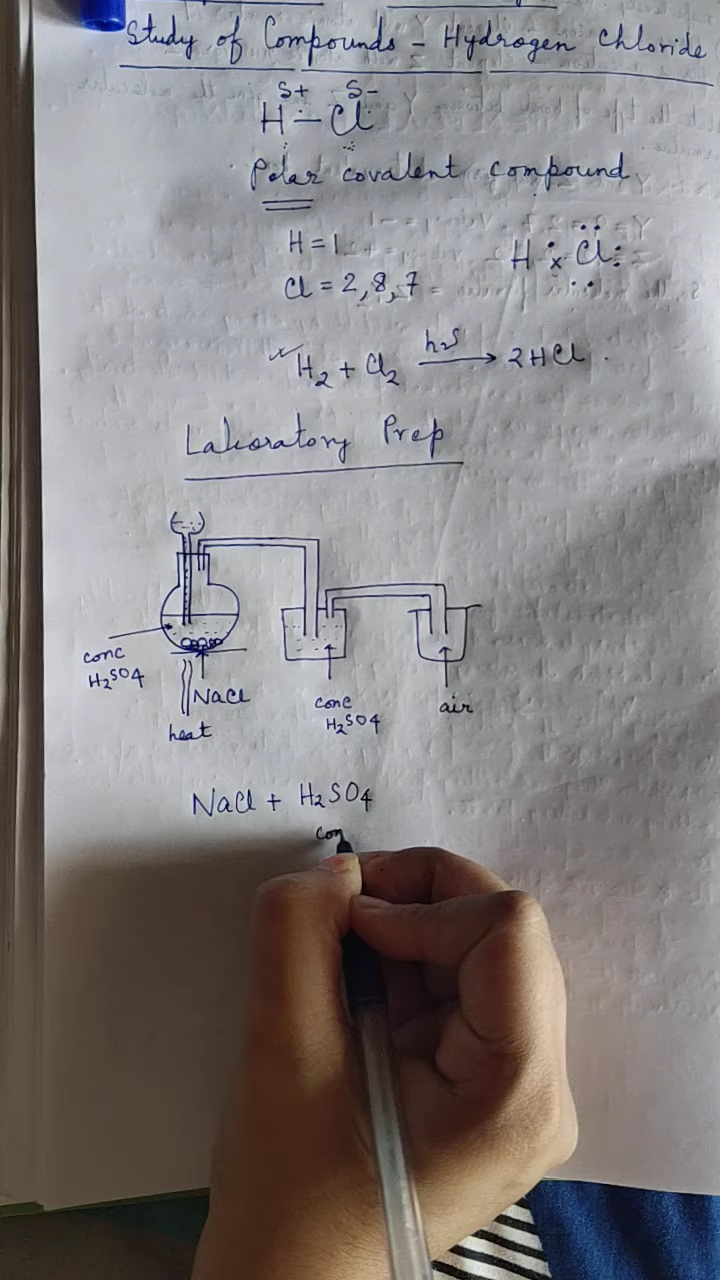 Study of Compounds - Hydrogen Chloride
δ+ δ-
H - Cl
Polar covalent compound
H = 1
Cl = 2, 8, 7
H × Cl
H2 + Cl2 → 2HCl .
Laboratory Prep
conc
H2SO4
NaCl
heat
conc
H2SO4
air
NaCl + H2SO4
con